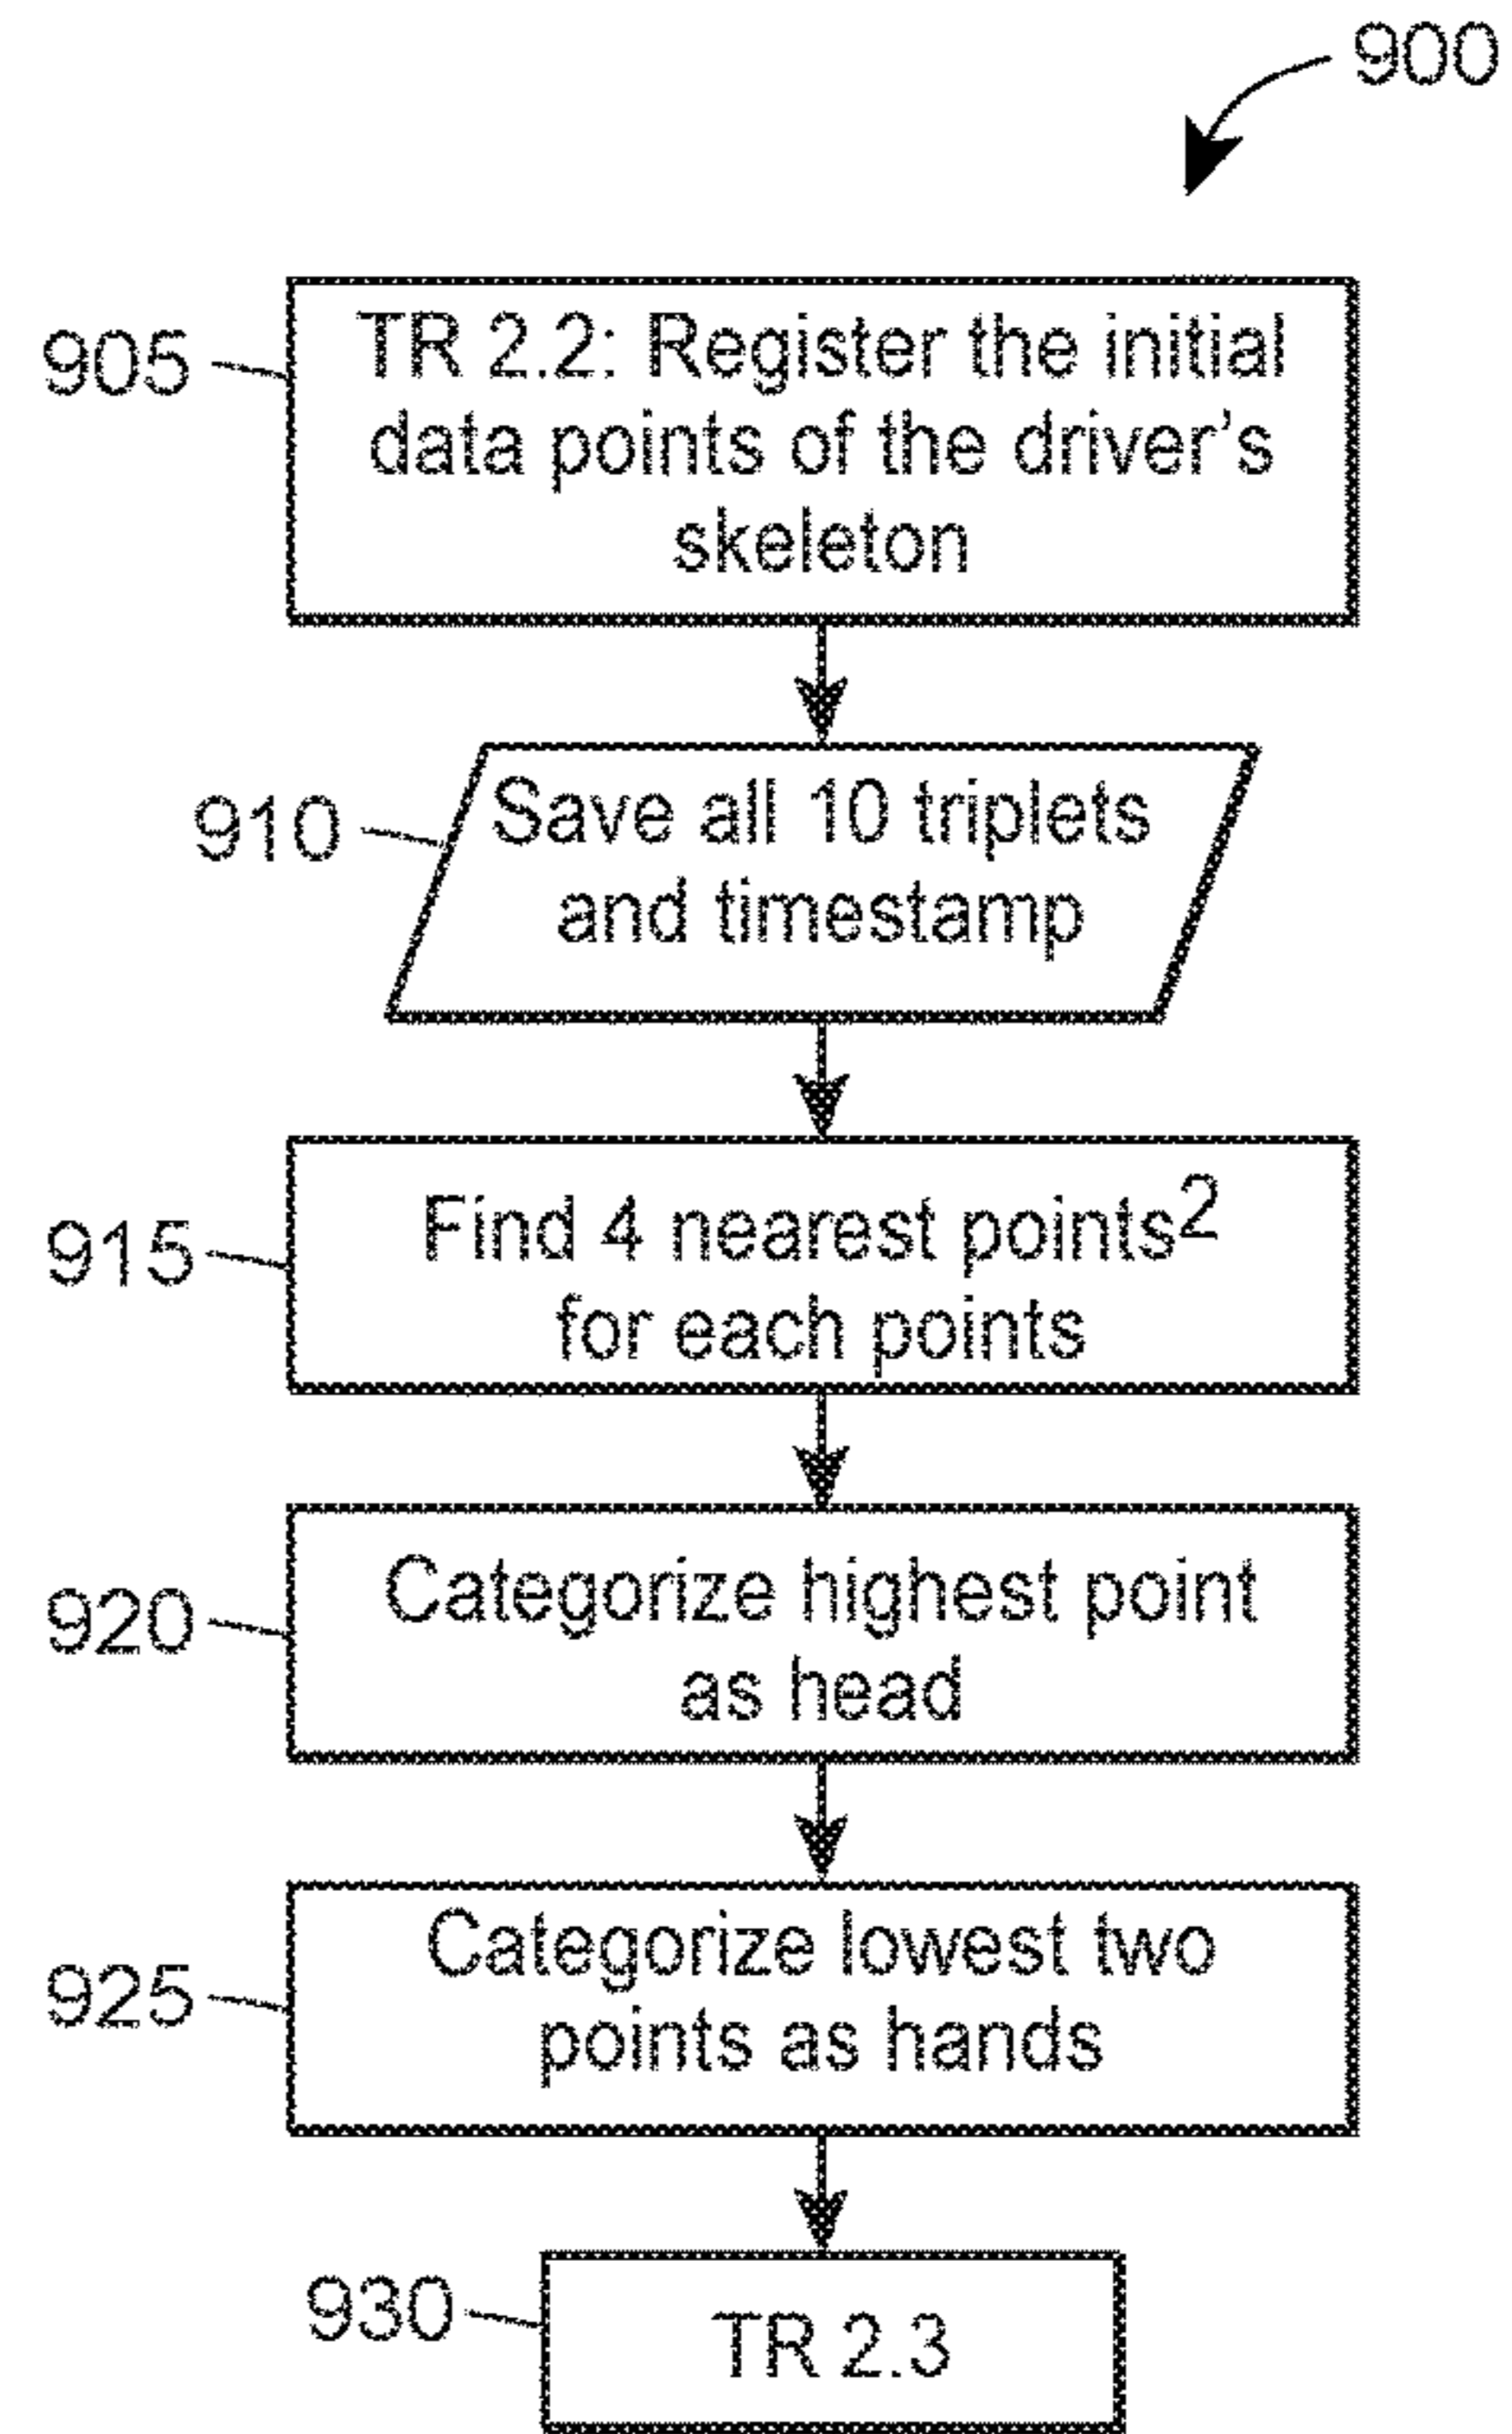 900
905
TR 2.2: Register the initial
data points of the driver's
skeleton
910
Save all 10 triplets
and timestamp
915
Find 4 nearest points2
for each points
920
Categorize highest point
as head
925
Categorize lowest two
points as hands
930
TR 2.3